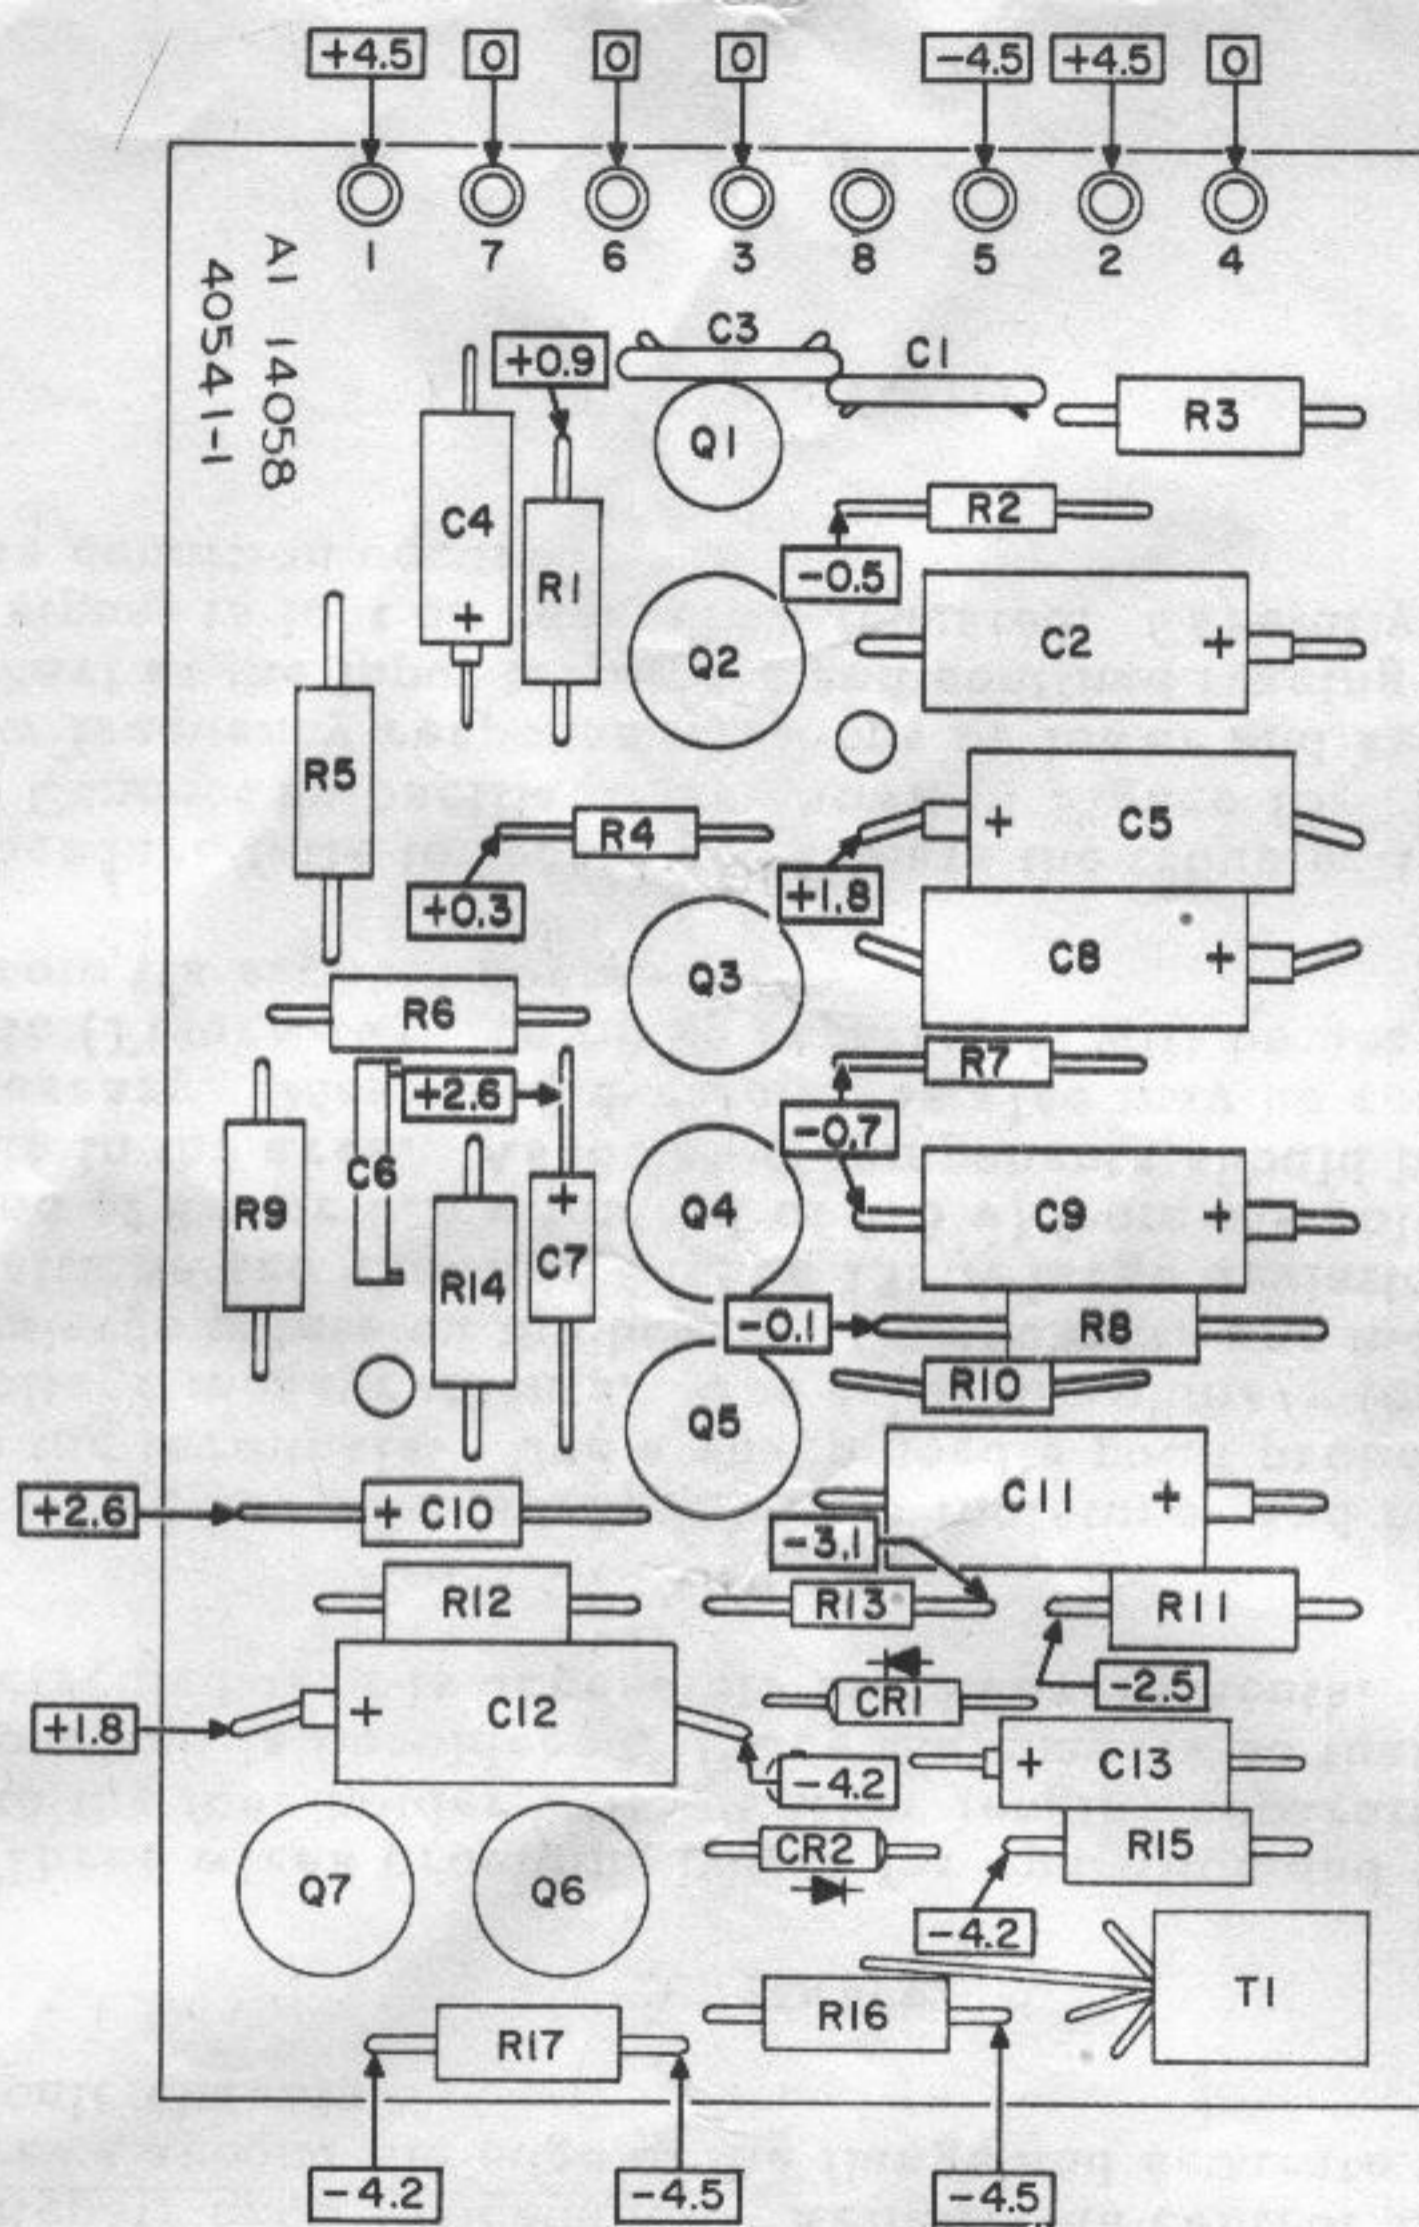 +4.5 0 0 0 -4.5 +4.5 0
1 7 6 3 8 5 2 4
A1 14058
40541-1
C3
C1
+0.9
R3
Q1
R2
C4
-0.5
R1
C2 +
+
Q2
R5
+ C5
R4
+1.8
+0.3
C8 +
Q3
R6
R7
+2.6
-0.7
C6
+
R9
Q4
C9 +
C7
R14
-0.1
R8
R10
Q5
C11 +
+2.6
+ C10
-3.1
R12
R13
R11
-2.5
CR1
+1.8
+ C12
+ C13
-4.2
CR2
R15
Q7
Q6
-4.2
T1
R16
R17
-4.2
-4.5
-4.5